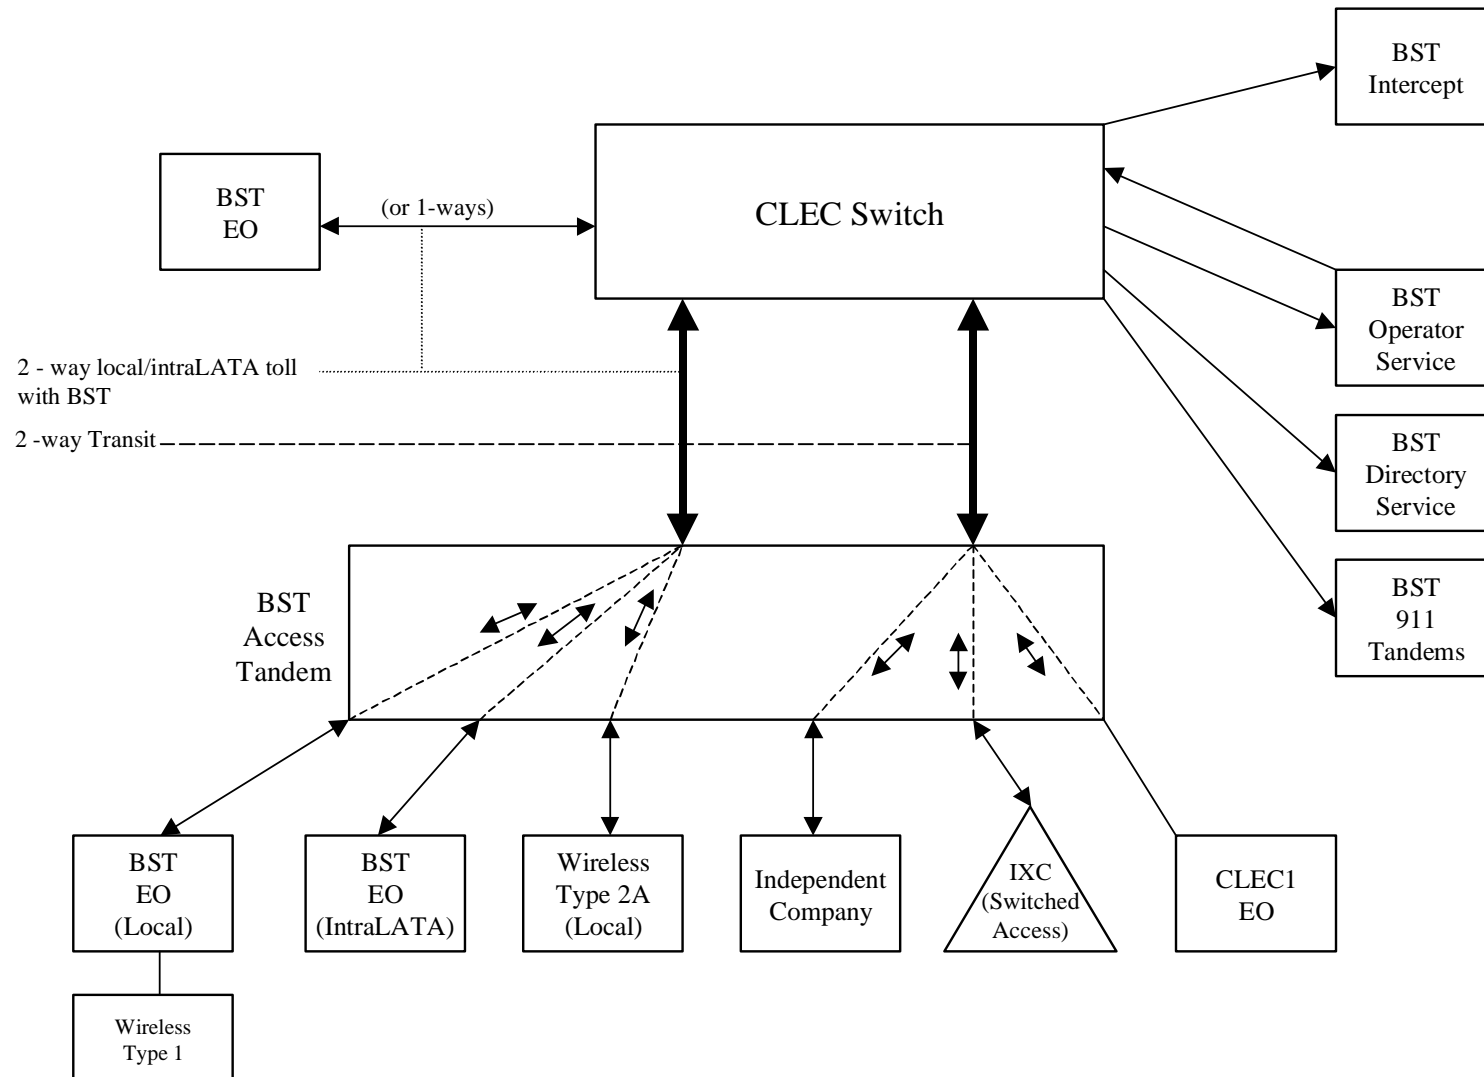 BST
Intercept
BST
EO
(or 1-ways)
CLEC Switch
BST
Operator
Service
2 - way local/intraLATA toll
with BST
2 -way Transit
BST
Directory
Service
BST
911
Tandems
BST
Access
Tandem
BST
EO
(Local)
BST
EO
(IntraLATA)
Wireless
Type 2A
(Local)
Independent
Company
IXC
(Switched
Access)
CLEC1
EO
Wireless
Type 1